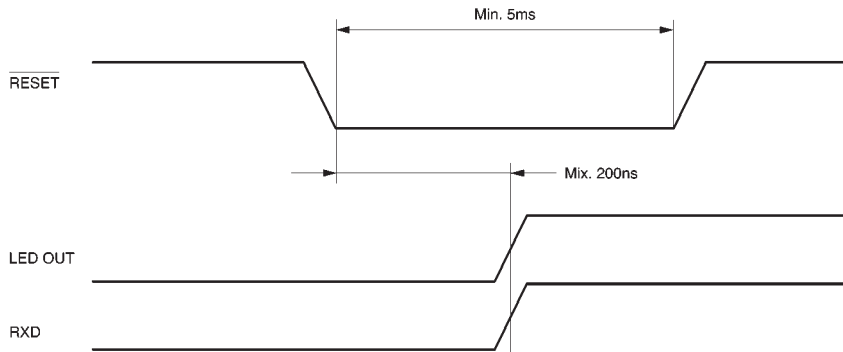 Min. 5ms
RESET
Mix. 200ns
LED OUT
RXD